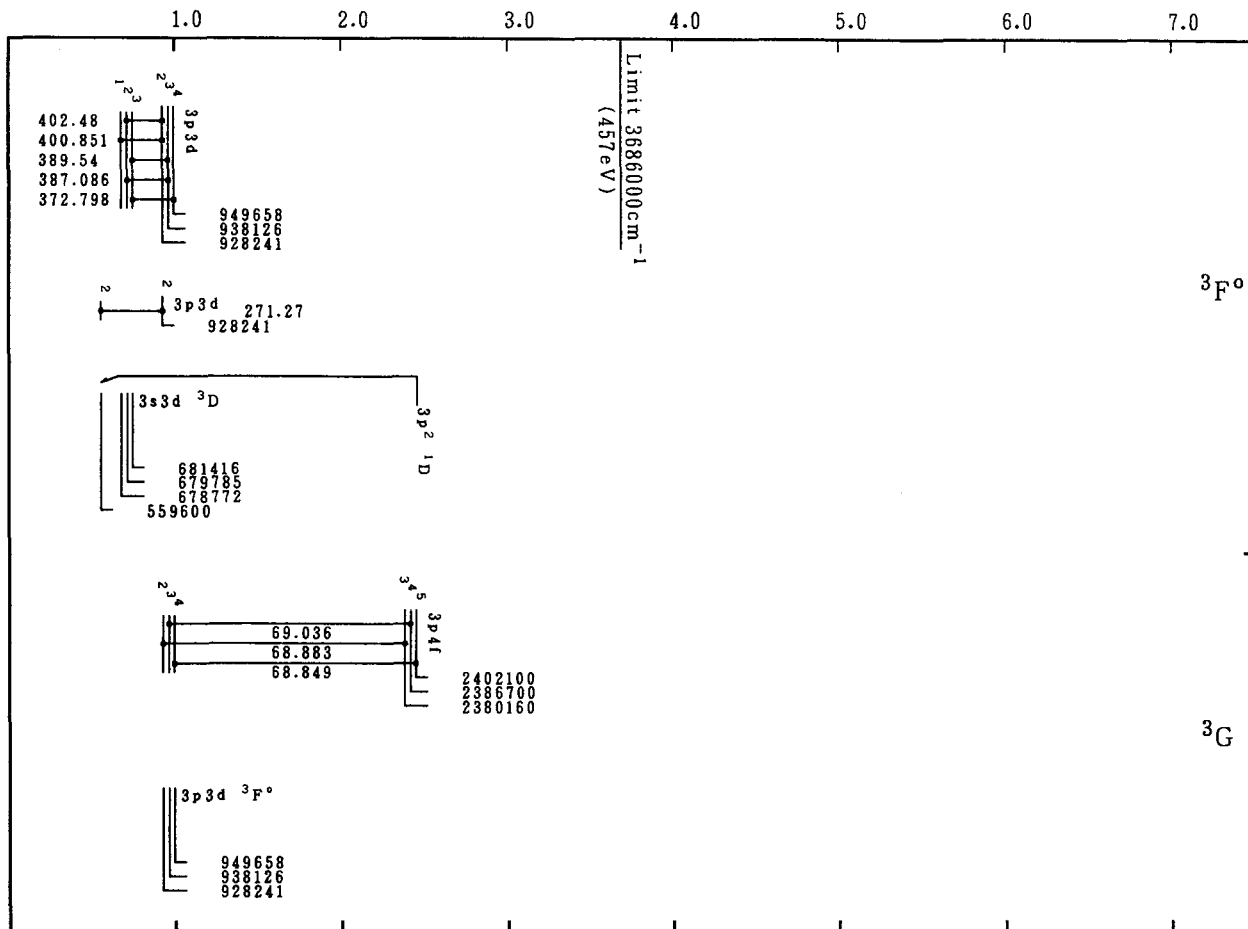 1.0 2.0 3.0 4.0 5.0 6.0 7.0
Limit 3686000cm⁻¹
(457eV)
1 2 3
2 3 4
3p3d
402.48
400.851
389.54
387.086
372.798
949658
938126
928241
³F°
2 2
3p3d 271.27
928241
3s3d ³D
3p² ¹D
681416
679785
678772
559600
2 3 4
3 4 5
3p4f
69.036
68.883
68.849
2402100
2386700
2380160
³G
3p3d ³F°
949658
938126
928241